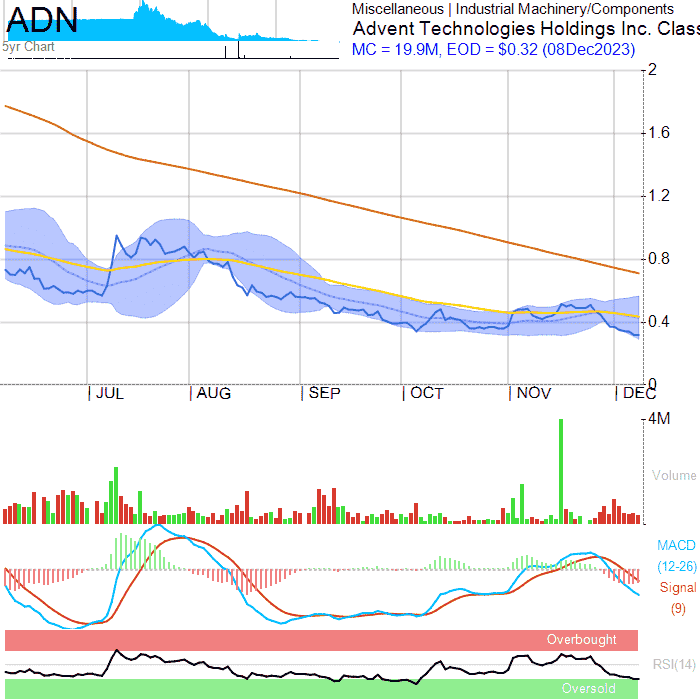 ADN
5yr Chart
Miscellaneous | Industrial Machinery/Components
Advent Technologies Holdings Inc. Class
MC = 19.9M, EOD = $0.32 (08Dec2023)
2
1.6
1.2
0.8
0.4
0
JUL AUG SEP OCT NOV DEC
4M
Volume
MACD
(12-26)
Signal
(9)
Overbought
RSI(14)
Oversold